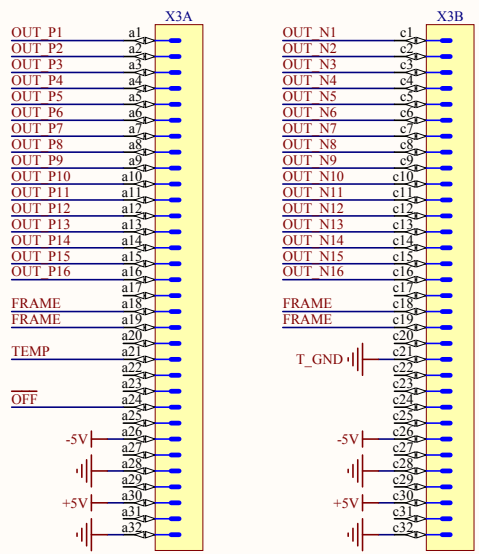 X3A
OUT_P1 a1
OUT_P2 a2
OUT_P3 a3
OUT_P4 a4
OUT_P5 a5
OUT_P6 a6
OUT_P7 a7
OUT_P8 a8
OUT_P9 a9
OUT_P10 a10
OUT_P11 a11
OUT_P12 a12
OUT_P13 a13
OUT_P14 a14
OUT_P15 a15
OUT_P16 a16
a17
FRAME a18
FRAME a19
a20
TEMP a21
a22
a23
OFF a24
a25
-5V a26
a27
a28
a29
+5V a30
a31
a32
X3B
OUT_N1 c1
OUT_N2 c2
OUT_N3 c3
OUT_N4 c4
OUT_N5 c5
OUT_N6 c6
OUT_N7 c7
OUT_N8 c8
OUT_N9 c9
OUT_N10 c10
OUT_N11 c11
OUT_N12 c12
OUT_N13 c13
OUT_N14 c14
OUT_N15 c15
OUT_N16 c16
c17
FRAME c18
FRAME c19
c20
T_GND c21
c22
c23
c24
c25
-5V c26
c27
c28
c29
+5V c30
c31
c32